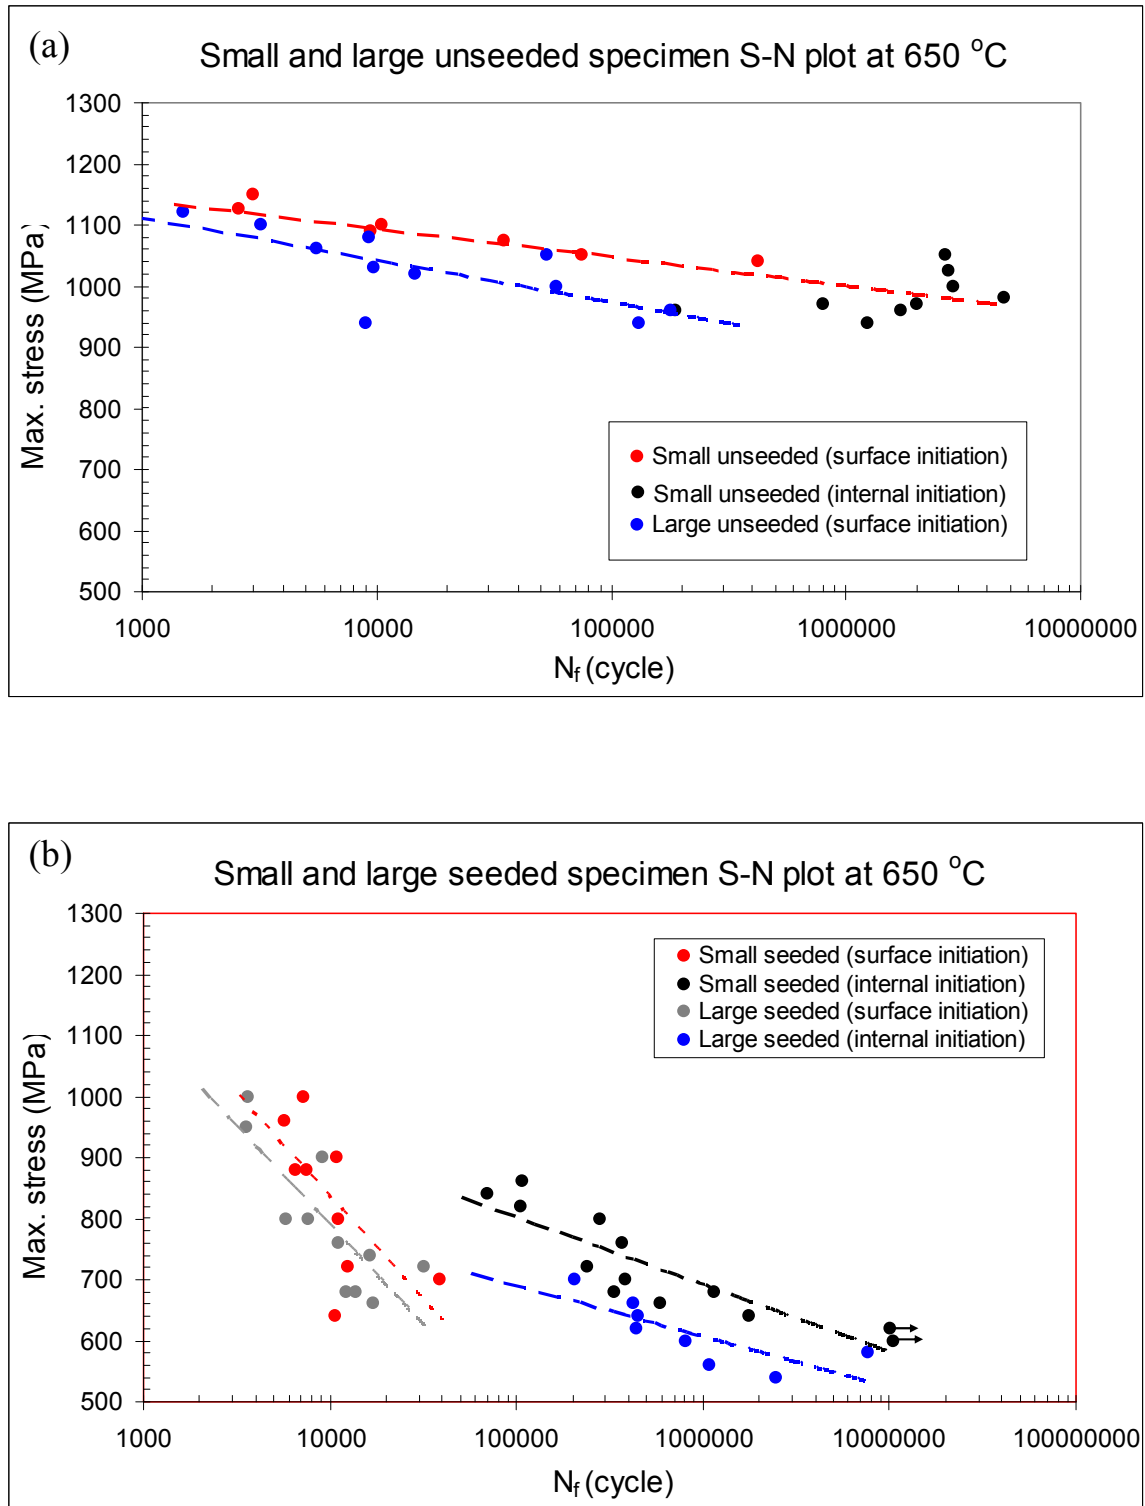 (a)
Small and large unseeded specimen S-N plot at 650 °C
1300
1200
1100
1000
900
800
700
600
500
Max. stress (MPa)
Small unseeded (surface initiation)
Small unseeded (internal initiation)
Large unseeded (surface initiation)
1000 10000 100000 1000000 10000000
Nf (cycle)
(b)
Small and large seeded specimen S-N plot at 650 °C
1300
1200
1100
1000
900
800
700
600
500
Max. stress (MPa)
Small seeded (surface initiation)
Small seeded (internal initiation)
Large seeded (surface initiation)
Large seeded (internal initiation)
1000 10000 100000 1000000 10000000 100000000
Nf (cycle)